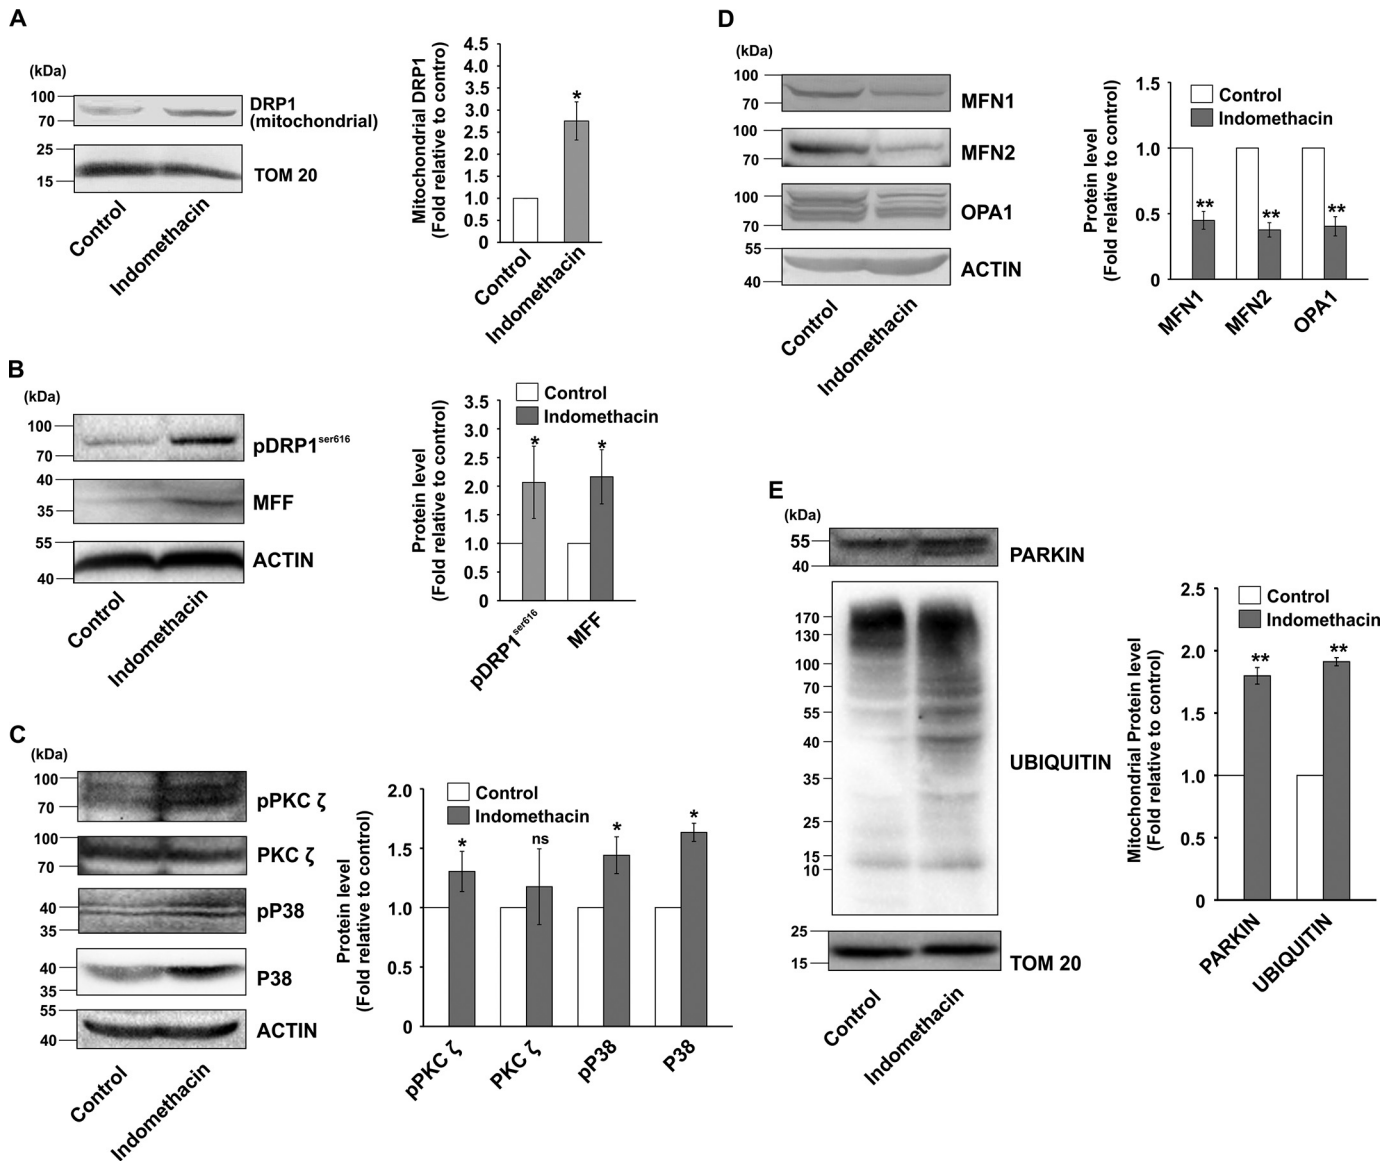 A
(kDa)
100
70
DRP1
(mitochondrial)
25
15
TOM 20
Control
Indomethacin
Mitochondrial DRP1
(Fold relative to contro)
4.5
4.0
3.5
3.0
2.5
2.0
1.5
1.0
0.5
0
*
Control
Indomethacin
B
(kDa)
100
70
pDRP1ser616
40
35
MFF
55
40
ACTIN
Control
Indomethacin
Protein level
(Fold relative to control)
3.5
3.0
2.5
2.0
1.5
1.0
0.5
0
Control
Indomethacin
*
*
pDRP1ser616
MFF
C
(kDa)
100
70
pPKC ζ
100
70
PKC ζ
40
35
pP38
40
35
P38
55
40
ACTIN
Control
Indomethacin
Protein level
(Fold relative to control)
2.0
1.5
1.0
0.5
0
Control
Indomethacin
*
ns
*
*
pPKC ζ
PKC ζ
pP38
P38
D
(kDa)
100
70
MFN1
100
70
MFN2
100
70
OPA1
55
40
ACTIN
Control
Indomethacin
Protein level
(Fold relative to control)
1.5
1.0
0.5
0
Control
Indomethacin
**
**
**
MFN1
MFN2
OPA1
E
(kDa)
55
40
PARKIN
170
130
100
70
55
40
35
25
15
10
UBIQUITIN
25
15
TOM 20
Control
Indomethacin
Mitochondrial Protein level
(Fold relative to control)
2.5
2.0
1.5
1.0
0.5
0
Control
Indomethacin
**
**
PARKIN
UBIQUITIN